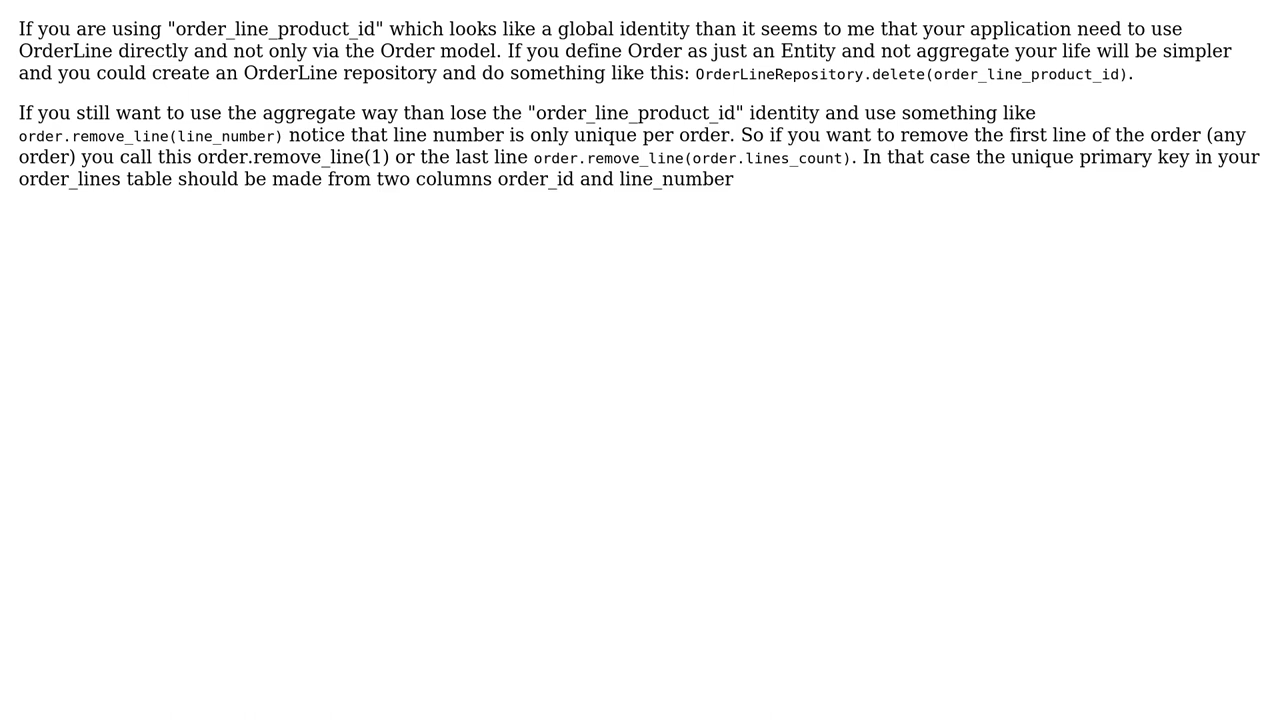 If you are using "order_line_product_id" which looks like a global identity than it seems to me that your application need to use
OrderLine directly and not only via the Order model. If you define Order as just an Entity and not aggregate your life will be simpler
and you could create an OrderLine repository and do something like this: OrderLineRepository.delete(order_line_product_id).
If you still want to use the aggregate way than lose the "order_line_product_id" identity and use something like
order.remove_line(line_number) notice that line number is only unique per order. So if you want to remove the first line of the order (any
order) you call this order.remove_line(1) or the last line order.remove_line(order.lines_count). In that case the unique primary key in your
order_lines table should be made from two columns order_id and line_number